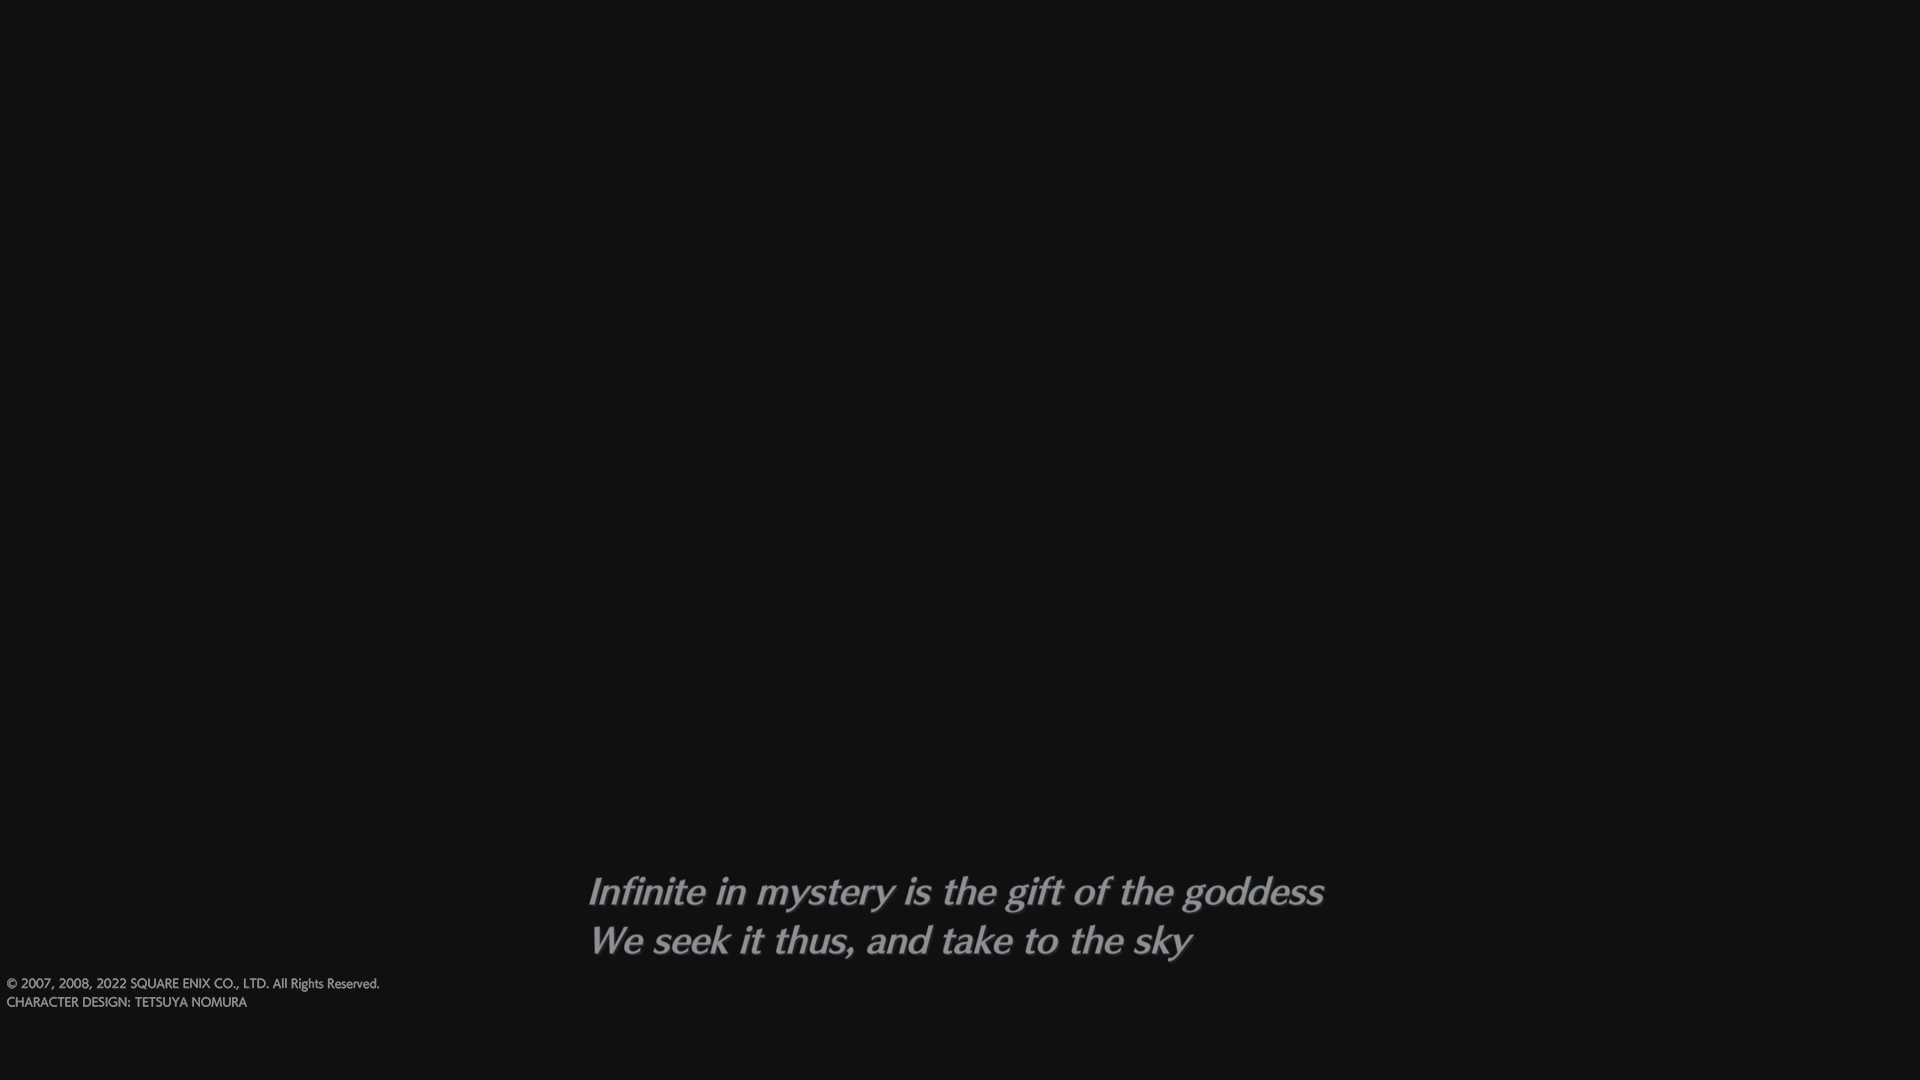 Infinite in mystery is the gift of the goddess
We seek it thus, and take to the sky
© 2007, 2008, 2022 SQUARE ENIX CO., LTD. All Rights Reserved.
CHARACTER DESIGN: TETSUYA NOMURA